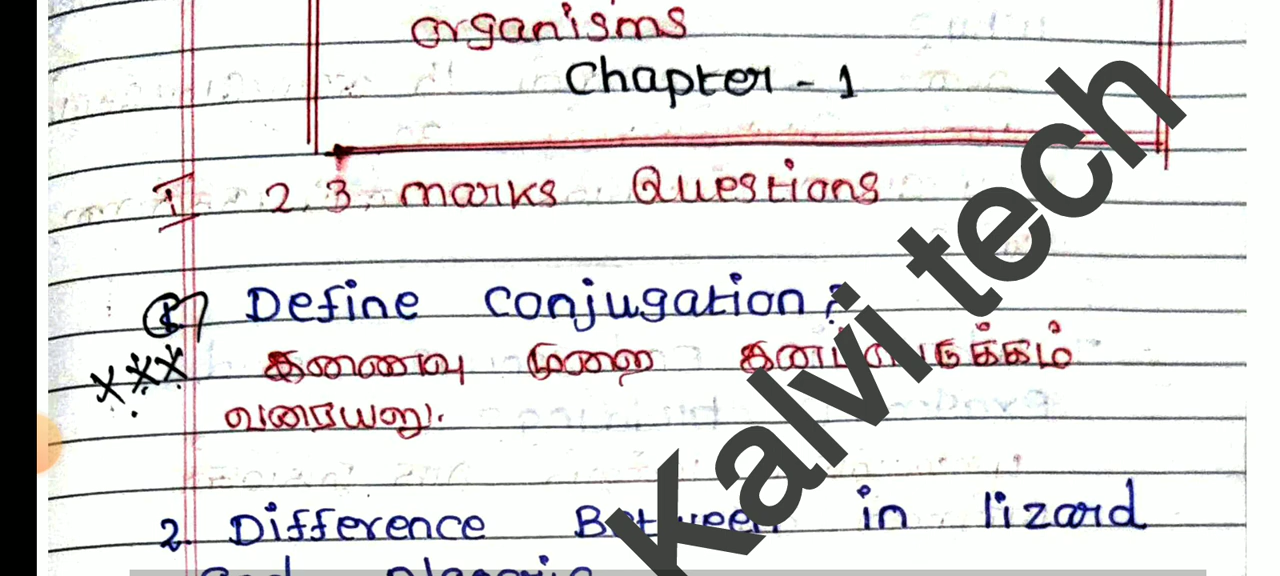 organisms
Chapter - 1
I 2, 3, marks Questions
1 Define Conjugation?
இணைவு முறை இனப்பெருக்கம்
வரையறு.
2. Difference Between in lizard
and
Kalvi tech